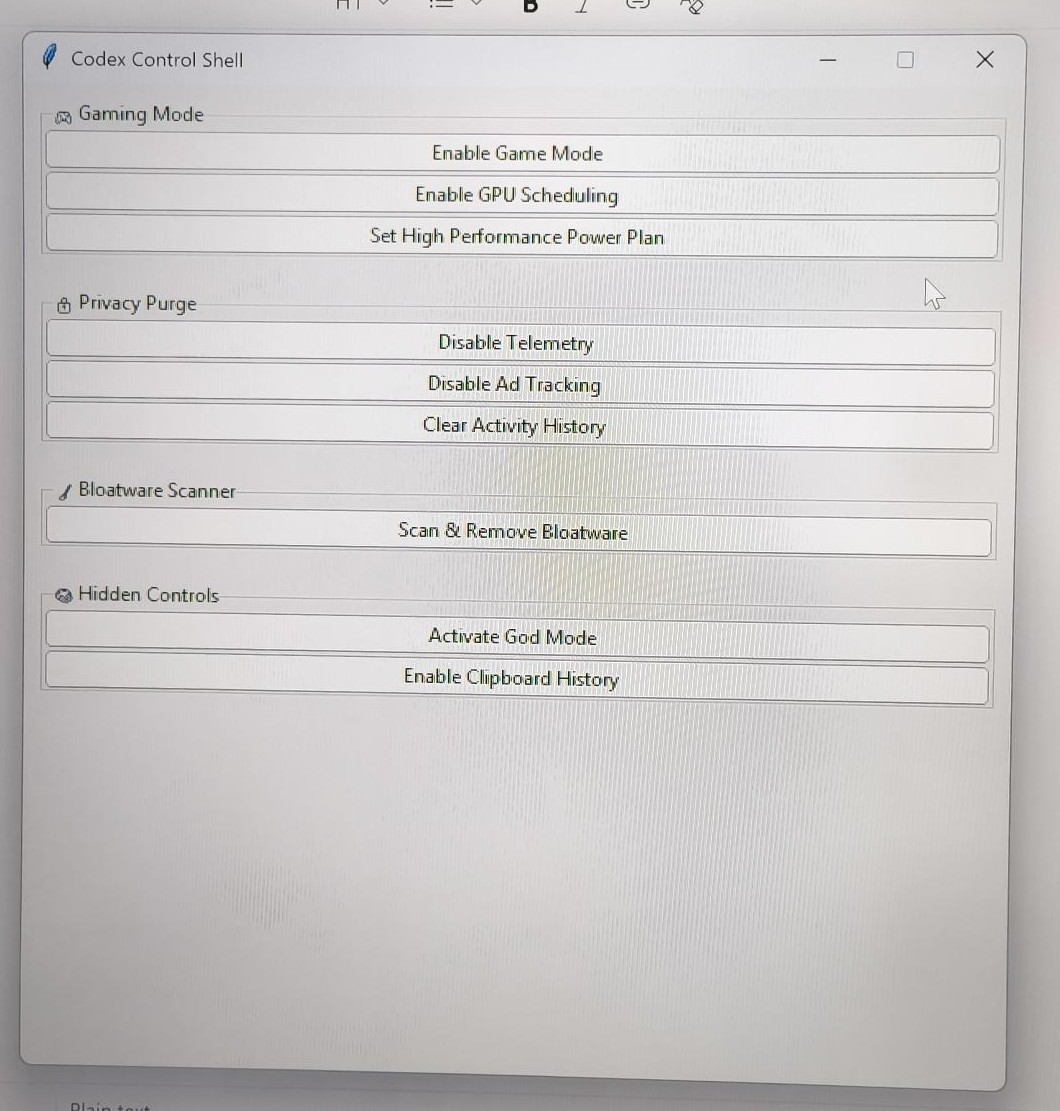 B I
Codex Control Shell
Gaming Mode
Enable Game Mode
Enable GPU Scheduling
Set High Performance Power Plan
Privacy Purge
Disable Telemetry
Disable Ad Tracking
Clear Activity History
Bloatware Scanner
Scan & Remove Bloatware
Hidden Controls
Activate God Mode
Enable Clipboard History
Plain text